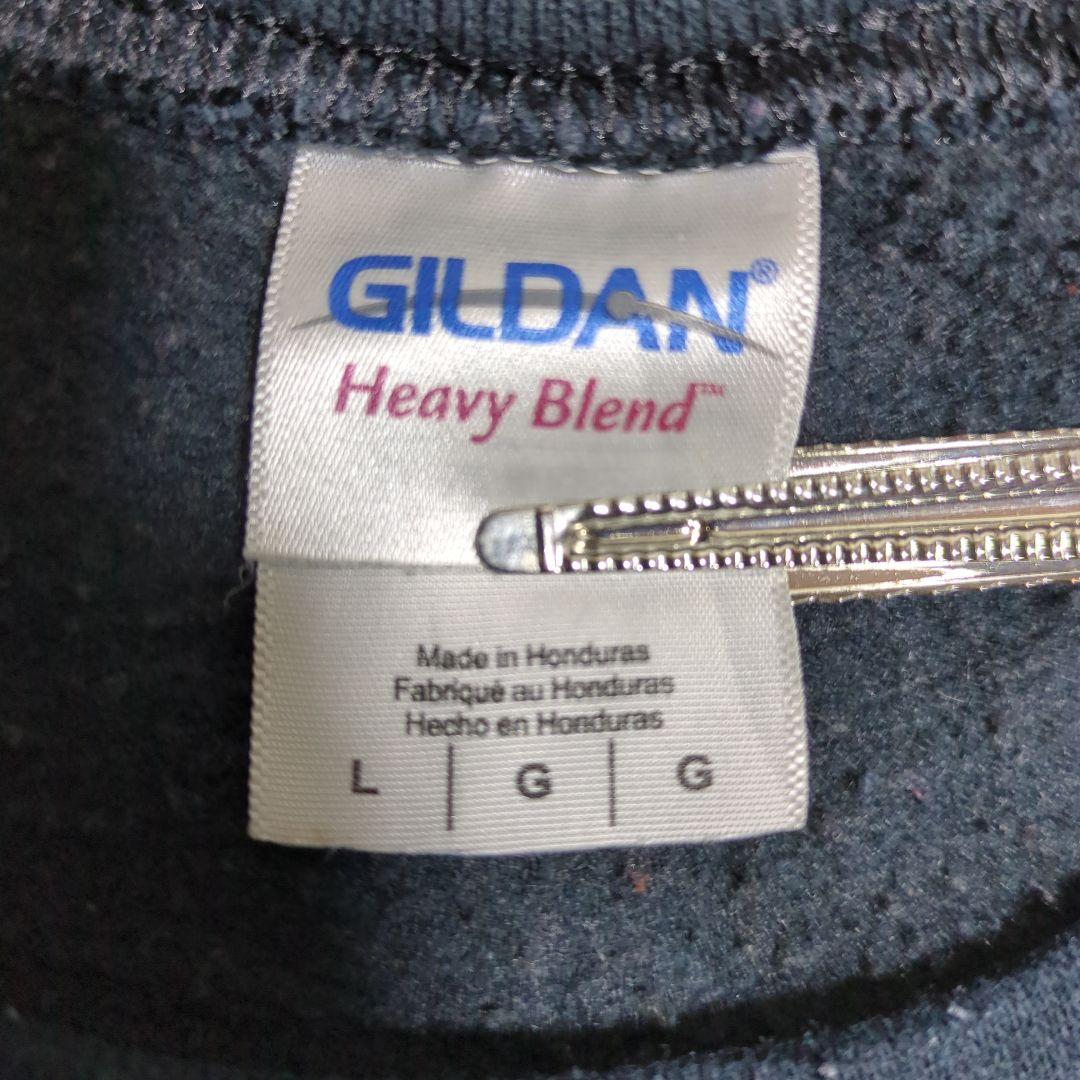 GILDAN®
Heavy Blend™
Made in Honduras
Fabriqué au Honduras
Hecho en Honduras
L | G | G